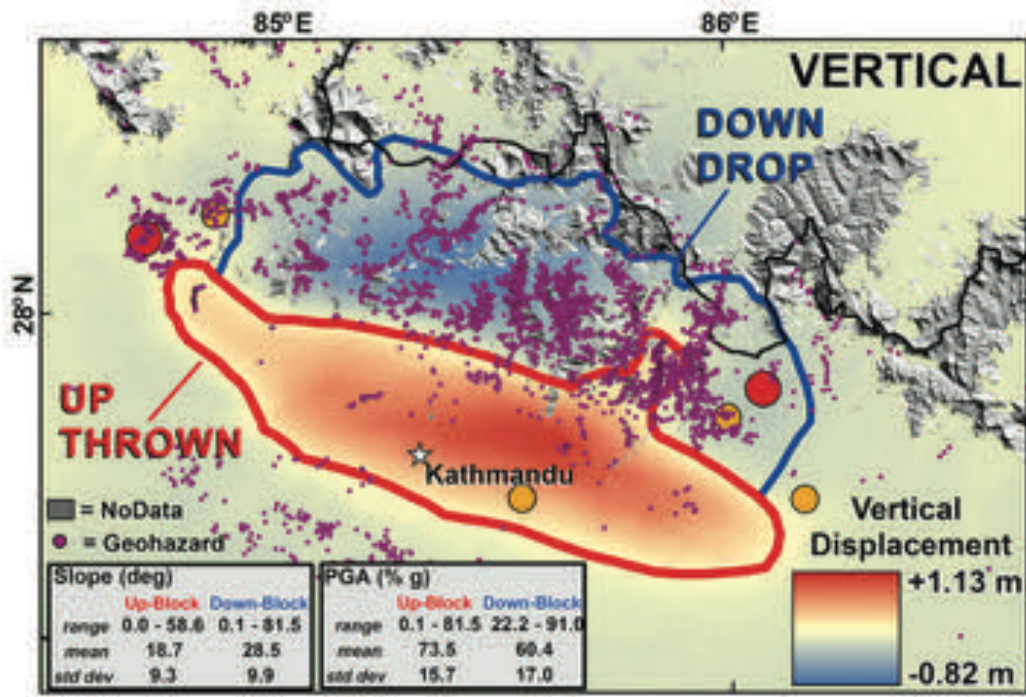 85°E 86°E
VERTICAL
DOWN
DROP
28°N
UP
THROWN
Kathmandu
= NoData
= Geohazard
Vertical
Displacement
+1.13 m
-0.82 m
Slope (deg)
Up-Block Down-Block
range 0.0 - 58.6 0.1 - 81.5
mean 18.7 28.5
std dev 9.3 9.9
PGA (% g)
Up-Block Down-Block
range 0.1 - 81.5 22.2 - 91.0
mean 73.5 60.4
std dev 15.7 17.0